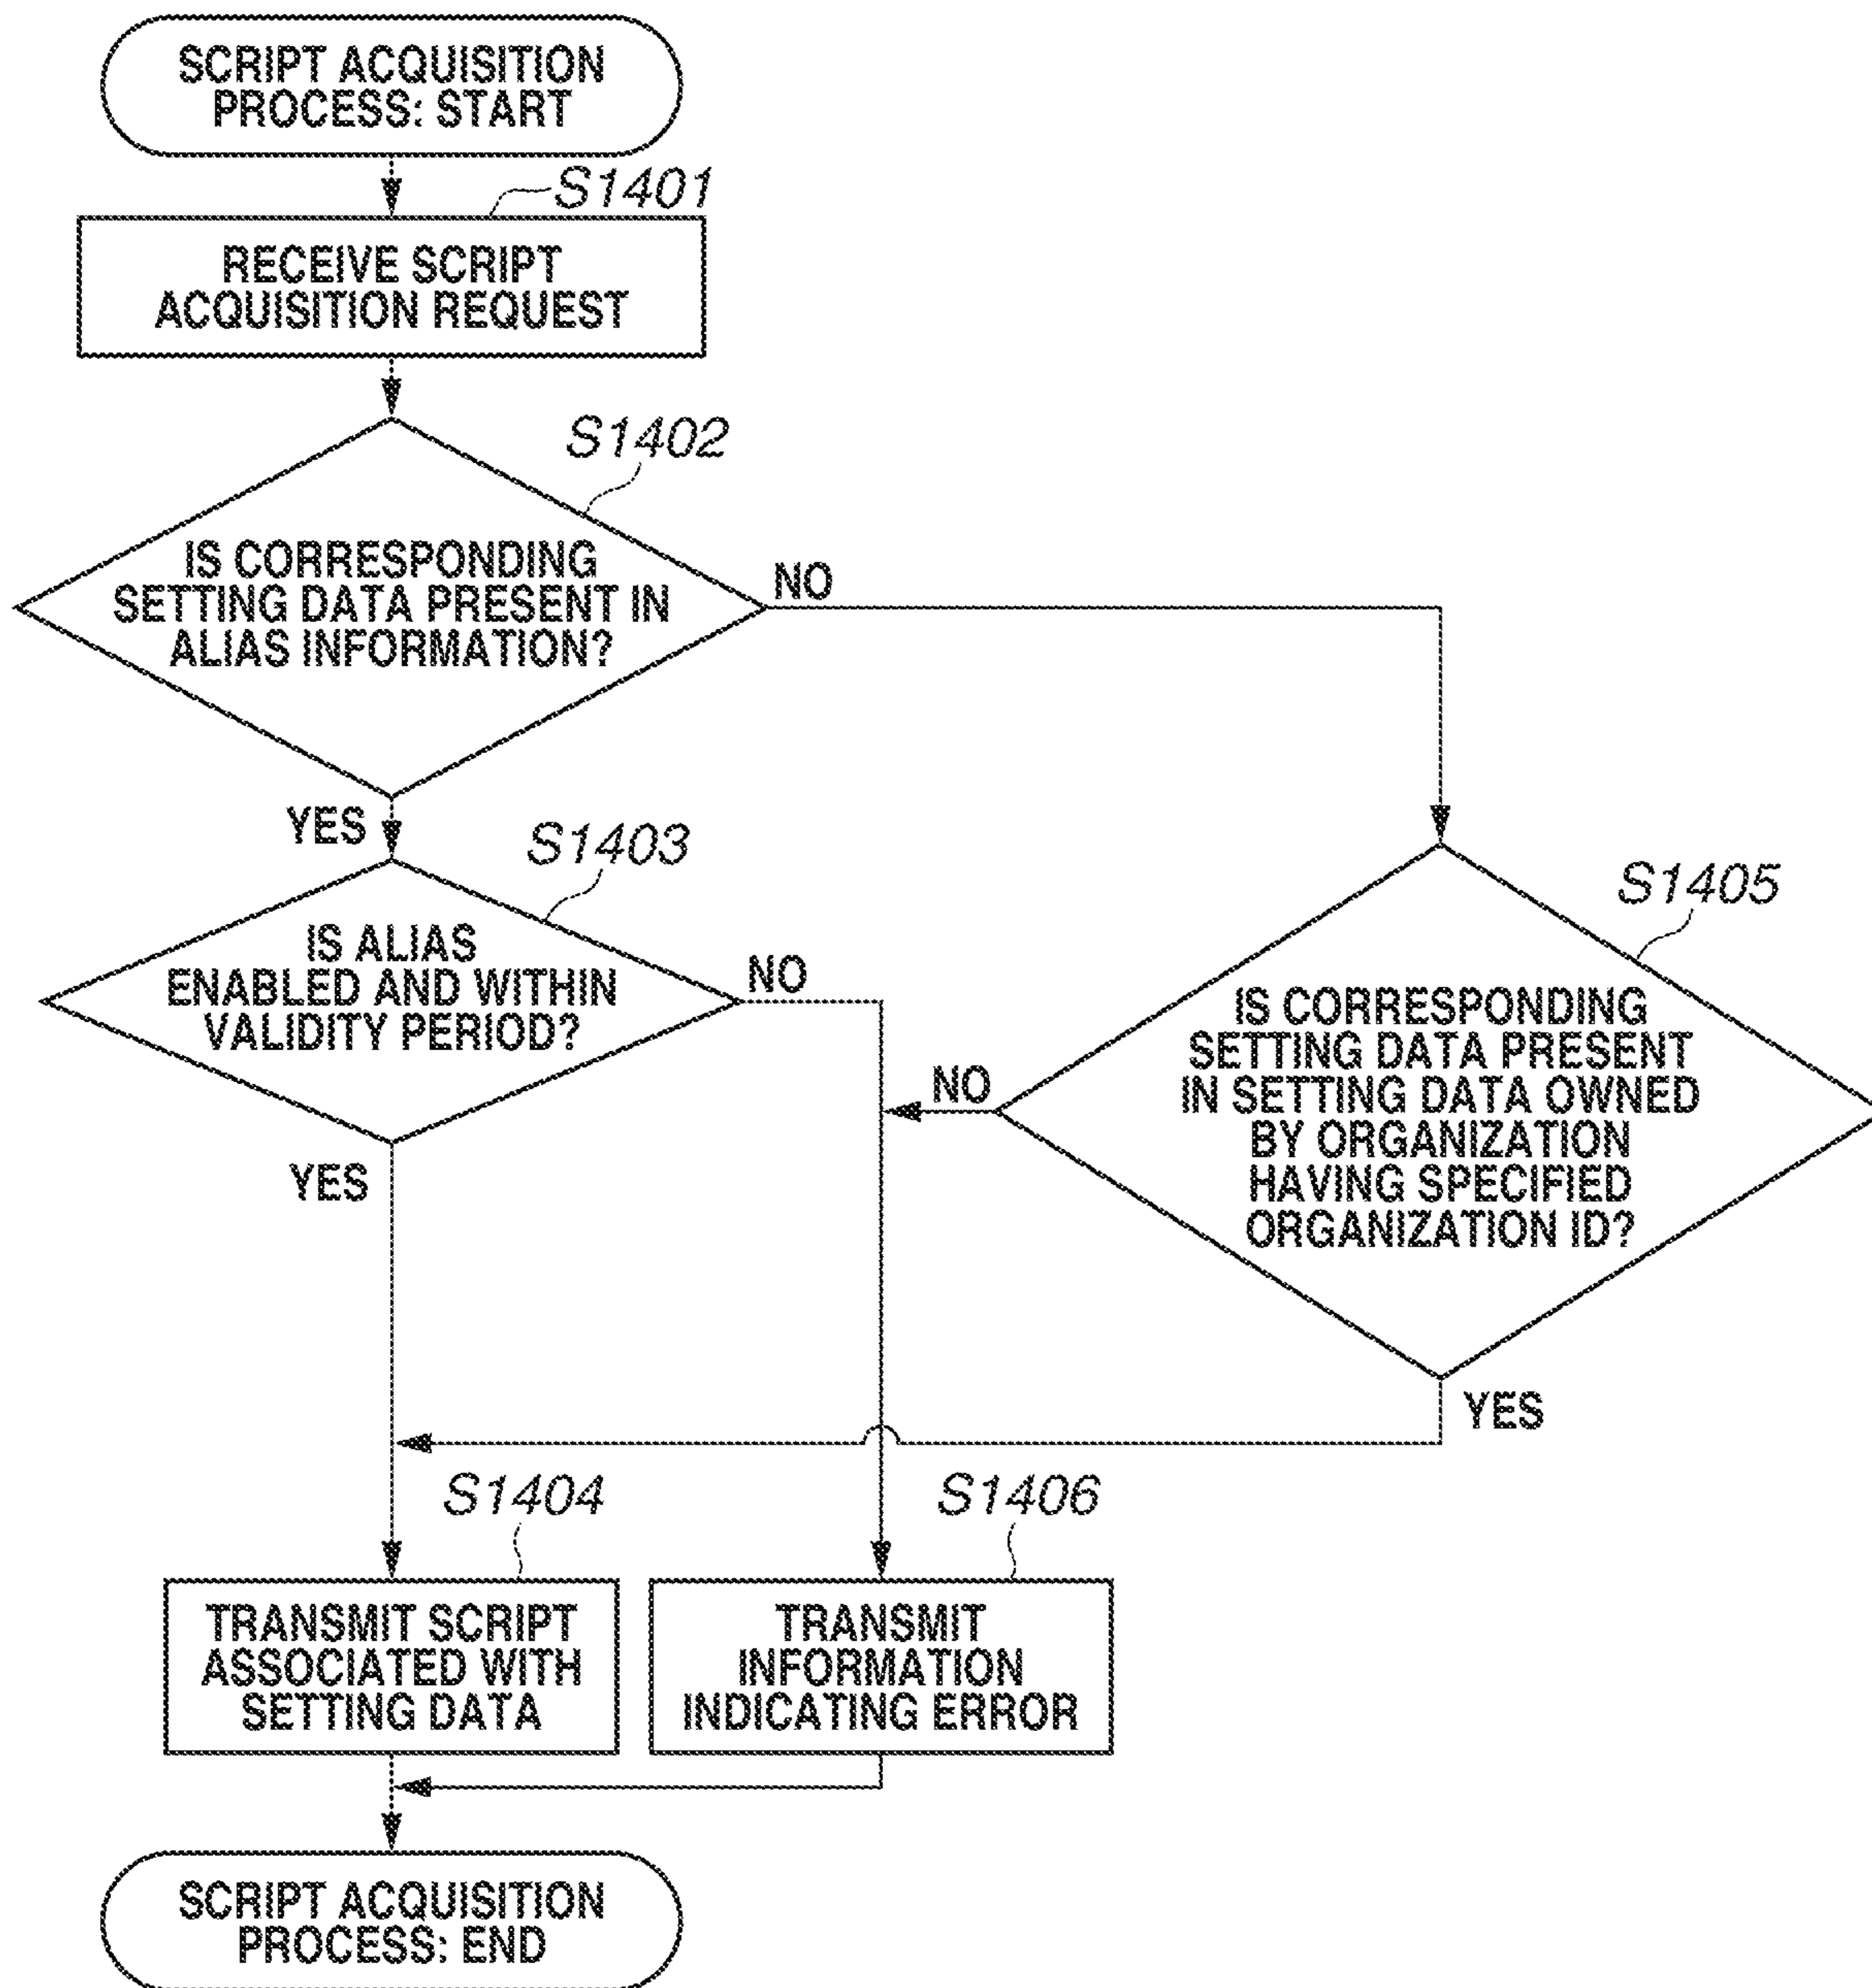 SCRIPT ACQUISITION
PROCESS: START
S1401
RECEIVE SCRIPT
ACQUISITION REQUEST
S1402
IS CORRESPONDING
SETTING DATA PRESENT IN
ALIAS INFORMATION?
NO
YES
S1403
IS ALIAS
ENABLED AND WITHIN
VALIDITY PERIOD?
NO
YES
S1405
IS CORRESPONDING
SETTING DATA PRESENT
IN SETTING DATA OWNED
BY ORGANIZATION
HAVING SPECIFIED
ORGANIZATION ID?
NO
YES
S1404
TRANSMIT SCRIPT
ASSOCIATED WITH
SETTING DATA
S1406
TRANSMIT
INFORMATION
INDICATING ERROR
SCRIPT ACQUISITION
PROCESS: END